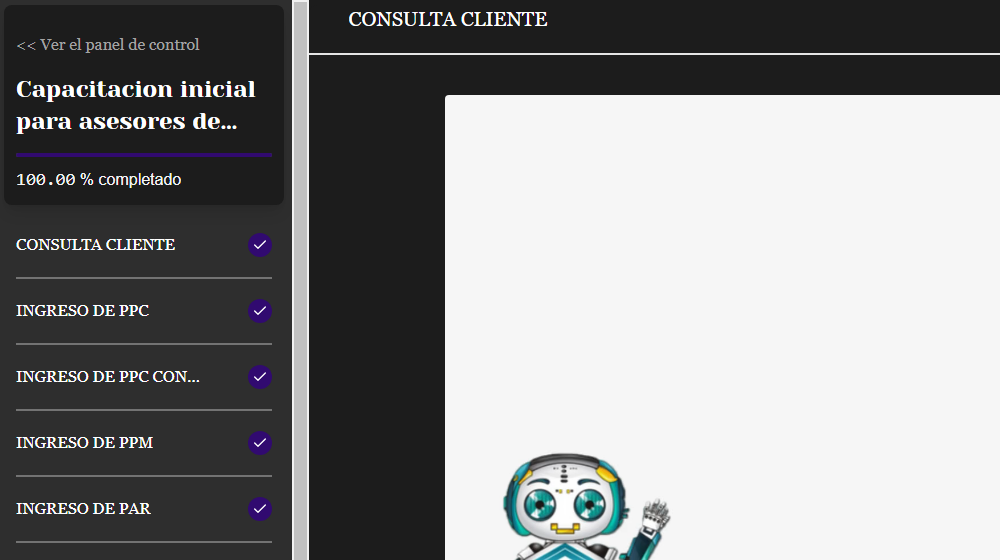 << Ver el panel de control
Capacitacion inicial
para asesores de...
100.00 % completado
CONSULTA CLIENTE
INGRESO DE PPC
INGRESO DE PPC CON...
INGRESO DE PPM
INGRESO DE PAR
CONSULTA CLIENTE